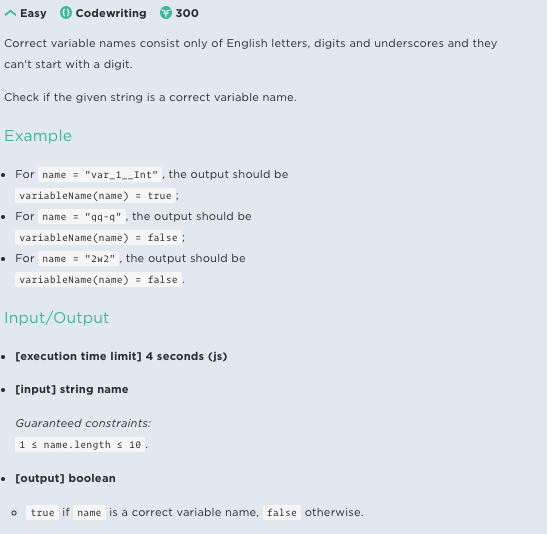 Easy Codewriting 300
Correct variable names consist only of English letters, digits and underscores and they
can't start with a digit.
Check if the given string is a correct variable name.
Example
For name = "var_1__Int" , the output should be
variableName(name) = true ;
For name = "qq-q" , the output should be
variableName(name) = false ;
For name = "2w2" , the output should be
variableName(name) = false .
Input/Output
[execution time limit] 4 seconds (js)
[input] string name
Guaranteed constraints:
1 ≤ name.length ≤ 10 .
[output] boolean
true if name is a correct variable name, false otherwise.